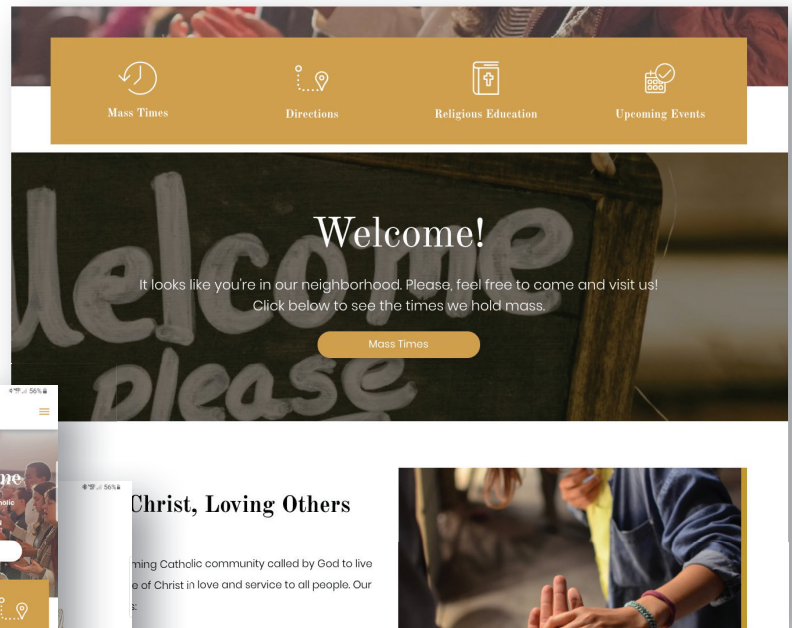 Mass Times
Directions
Religious Education
Upcoming Events
Welcome
please
Welcome!
It looks like you're in our neighborhood. Please, feel free to come and visit us!
Click below to see the times we hold mass.
Mass Times
56%
56%
Christ, Loving Others
Catholic community called by God to live
of Christ in love and service to all people. Our